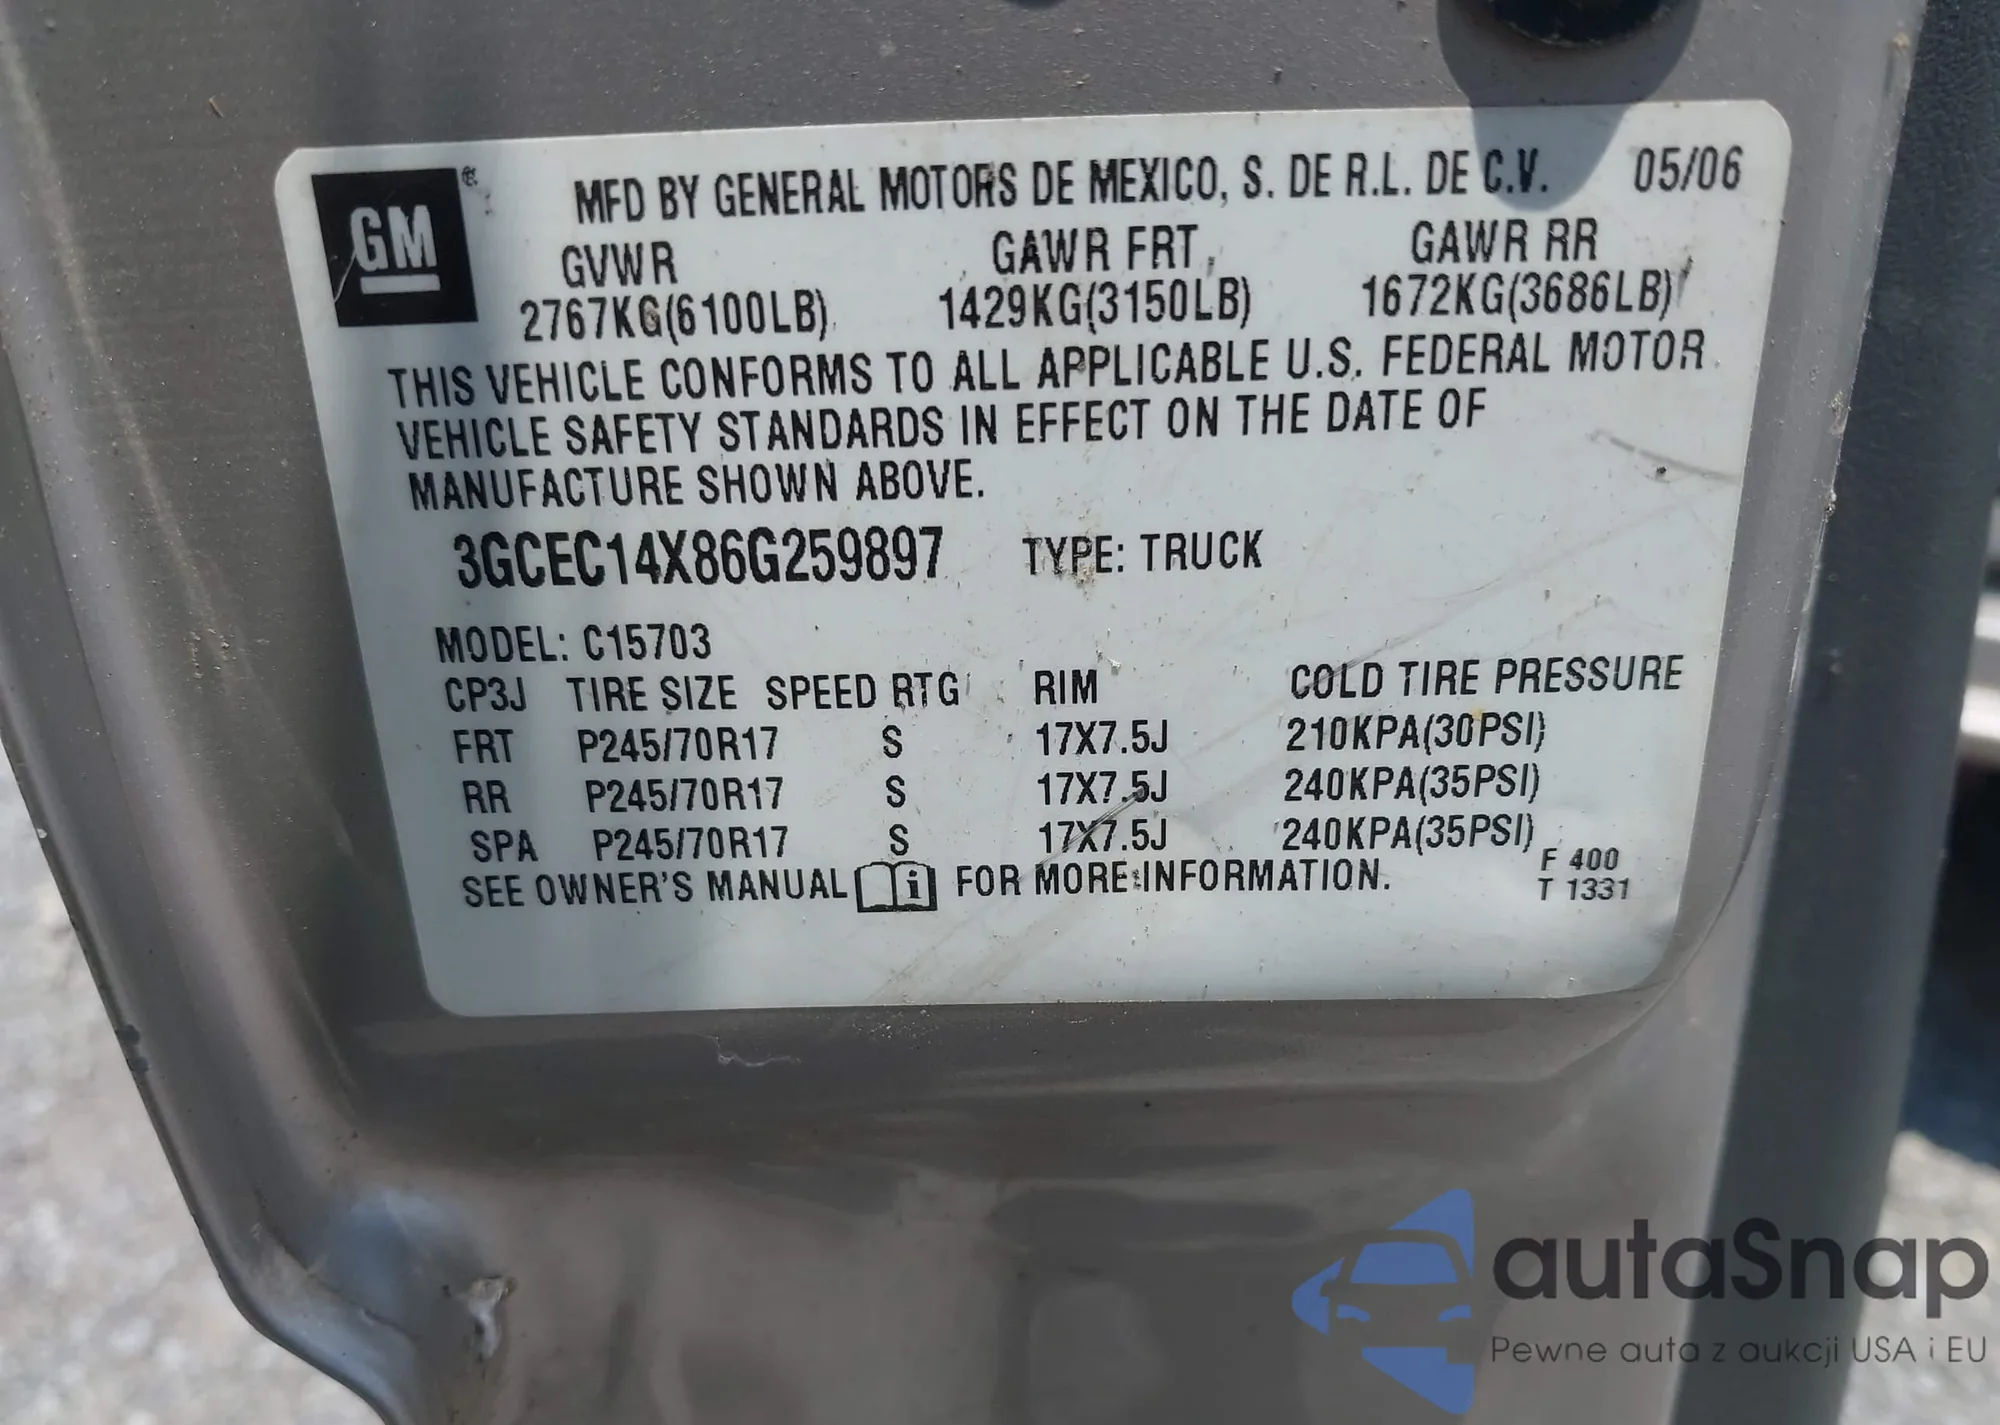 GM
MFD BY GENERAL MOTORS DE MEXICO, S. DE R.L. DE C.V. 05/06
GVWR GAWR FRT GAWR RR
2767KG(6100LB) 1429KG(3150LB) 1672KG(3686LB)
THIS VEHICLE CONFORMS TO ALL APPLICABLE U.S. FEDERAL MOTOR
VEHICLE SAFETY STANDARDS IN EFFECT ON THE DATE OF
MANUFACTURE SHOWN ABOVE.
3GCEC14X86G259897 TYPE: TRUCK
MODEL: C15703
CP3J TIRE SIZE SPEED RTG RIM COLD TIRE PRESSURE
FRT P245/70R17 S 17X7.5J 210KPA(30PSI)
RR P245/70R17 S 17X7.5J 240KPA(35PSI)
SPA P245/70R17 S 17X7.5J 240KPA(35PSI)
SEE OWNER'S MANUAL i FOR MORE INFORMATION.
F 400
T 1331
autaSnap
Pewne auta z aukcji USA i EU